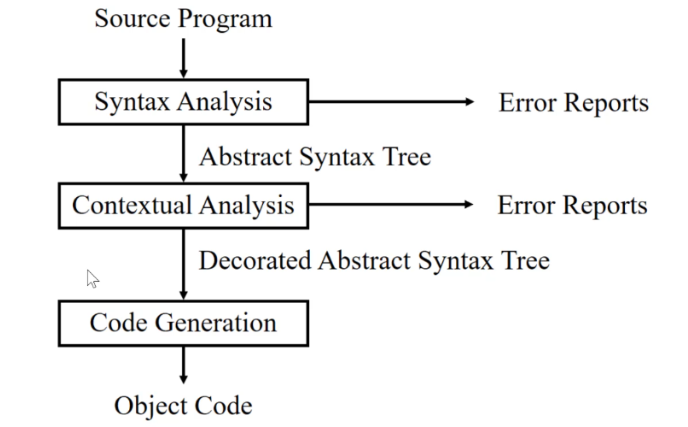 Source Program
Syntax Analysis
Error Reports
Abstract Syntax Tree
Contextual Analysis
Error Reports
Decorated Abstract Syntax Tree
Code Generation
Object Code